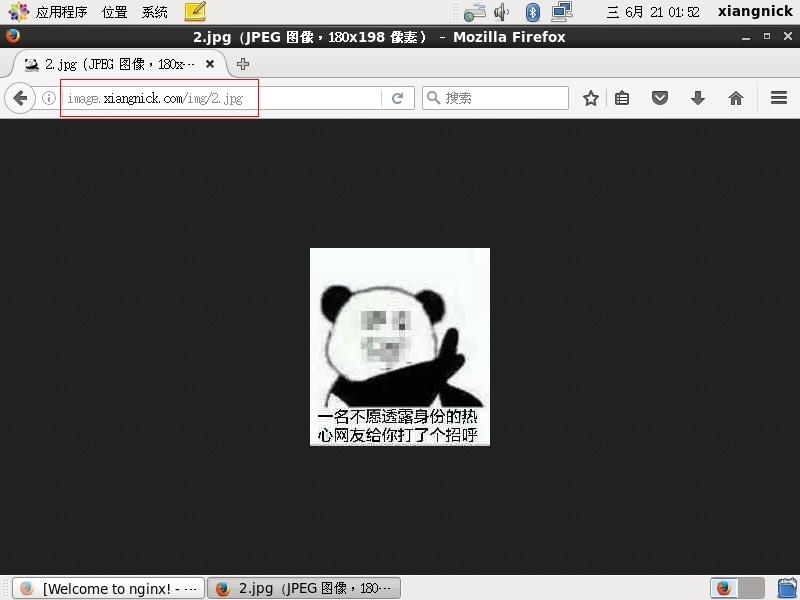 应用程序 位置 系统 三 6月 21 01:52 xiangnick
2.jpg（JPEG 图像，180x198 像素） - Mozilla Firefox
2.jpg（JPEG 图像，180x···
image.xiangnick.com/img/2.jpg 搜索
一名不愿透露身份的热
心网友给你打了个招呼
[Welcome to nginx! - ··· 2.jpg（JPEG 图像，180···